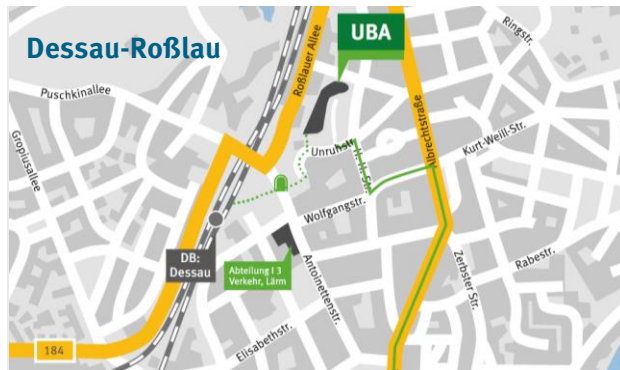 Dessau-Roßlau
UBA
Ringstr.
Roßlauer Allee
Puschkinallee
Albrechtstraße
Gropiusallee
Unruhstr.
H.-H.-Str.
Kurt-Weill-Str.
Wolfgangstr.
DB:
Dessau
Abteilung I 3
Verkehr, Lärm
Antoinettenstr.
Zerbster Str.
Rabestr.
Elisabethstr.
184